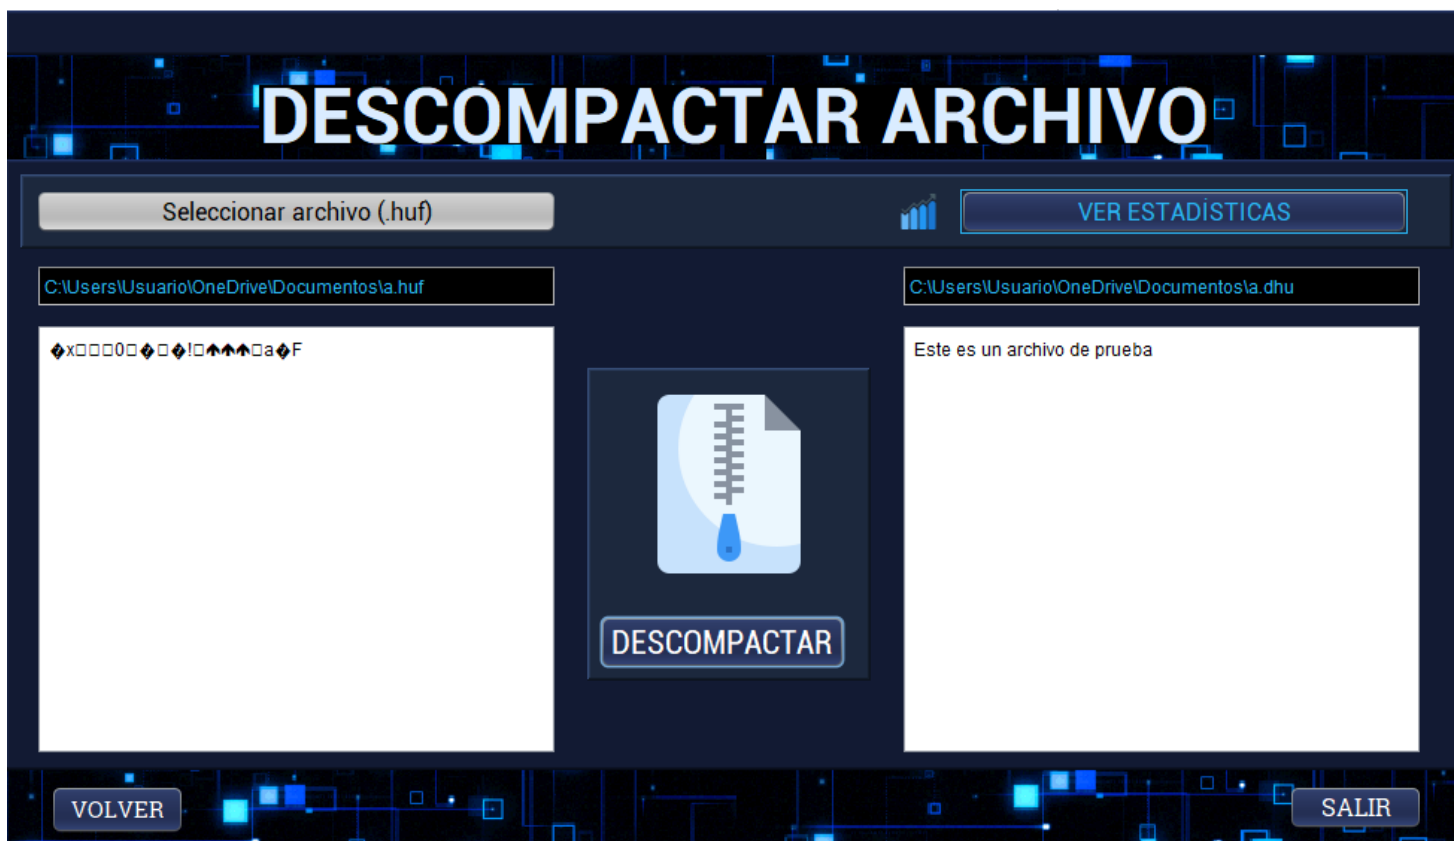 DESCOMPACTAR ARCHIVO
Seleccionar archivo (.huf)
VER ESTADÍSTICAS
C:\Users\Usuario\OneDrive\Documentos\a.huf
C:\Users\Usuario\OneDrive\Documentos\a.dhu
�x□□□0□�□�!□🡩🡩🡩□a�F
Este es un archivo de prueba
DESCOMPACTAR
VOLVER
SALIR